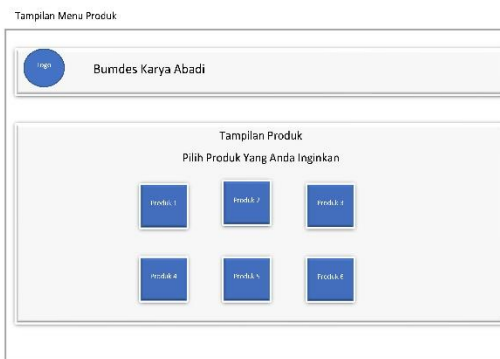 Tampilan Menu Produk
Logo
Bumdes Karya Abadi
Tampilan Produk
Pilih Produk Yang Anda Inginkan
Produk 1
Produk 2
Produk 3
Produk 4
Produk 5
Produk 6